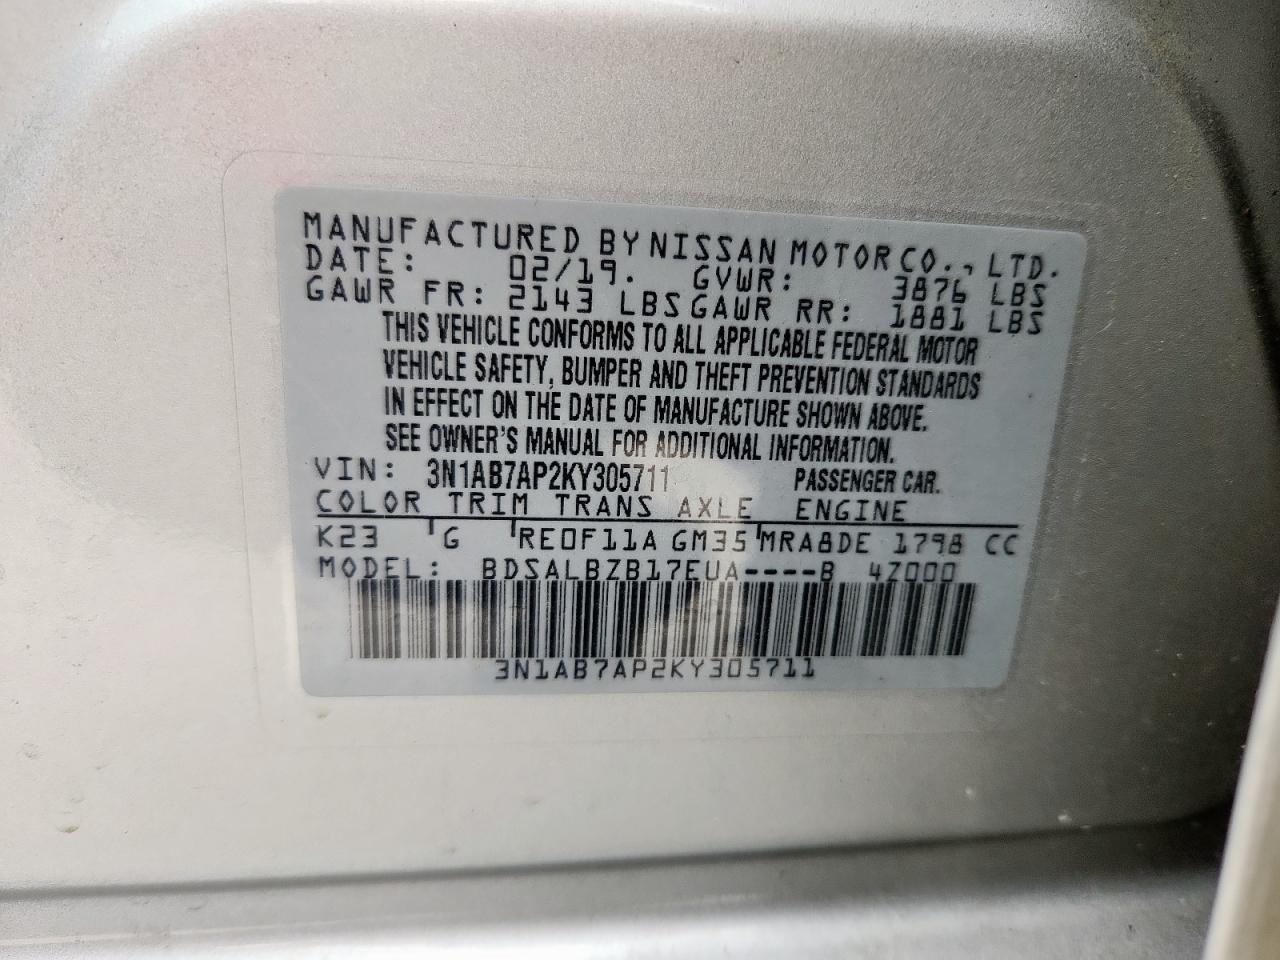 MANUFACTURED BY NISSAN MOTOR CO., LTD.
DATE: 02/19. GVWR: 3876 LBS
GAWR FR: 2143 LBS GAWR RR: 1881 LBS
THIS VEHICLE CONFORMS TO ALL APPLICABLE FEDERAL MOTOR
VEHICLE SAFETY, BUMPER AND THEFT PREVENTION STANDARDS
IN EFFECT ON THE DATE OF MANUFACTURE SHOWN ABOVE.
SEE OWNER'S MANUAL FOR ADDITIONAL INFORMATION.
VIN: 3N1AB7AP2KY305711 PASSENGER CAR.
COLOR TRIM TRANS AXLE ENGINE
K23 G RE0F11A GM35 MRA8DE 1798 CC
MODEL: BDSALBZB17EUA----B 4Z000
3N1AB7AP2KY305711